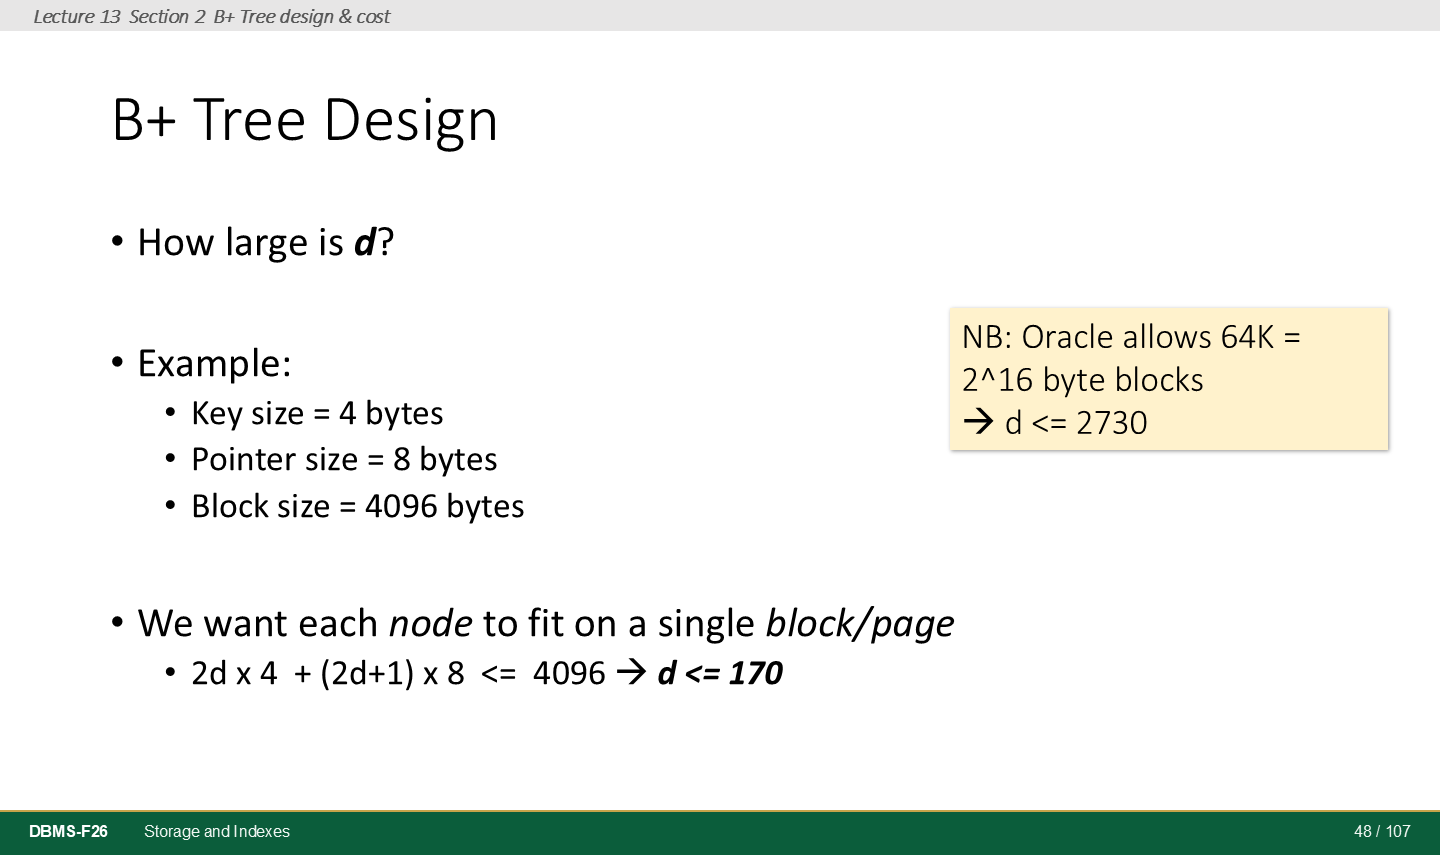 Lecture 13 Section 2 B+ Tree design & cost
B+ Tree Design
• How large is d?
• Example:
• Key size = 4 bytes
• Pointer size = 8 bytes
• Block size = 4096 bytes
NB: Oracle allows 64K =
2^16 byte blocks
→ d <= 2730
• We want each node to fit on a single block/page
• 2d x 4 + (2d+1) x 8 <= 4096 → d <= 170
DBMS-F26 Storage and Indexes 48 / 107